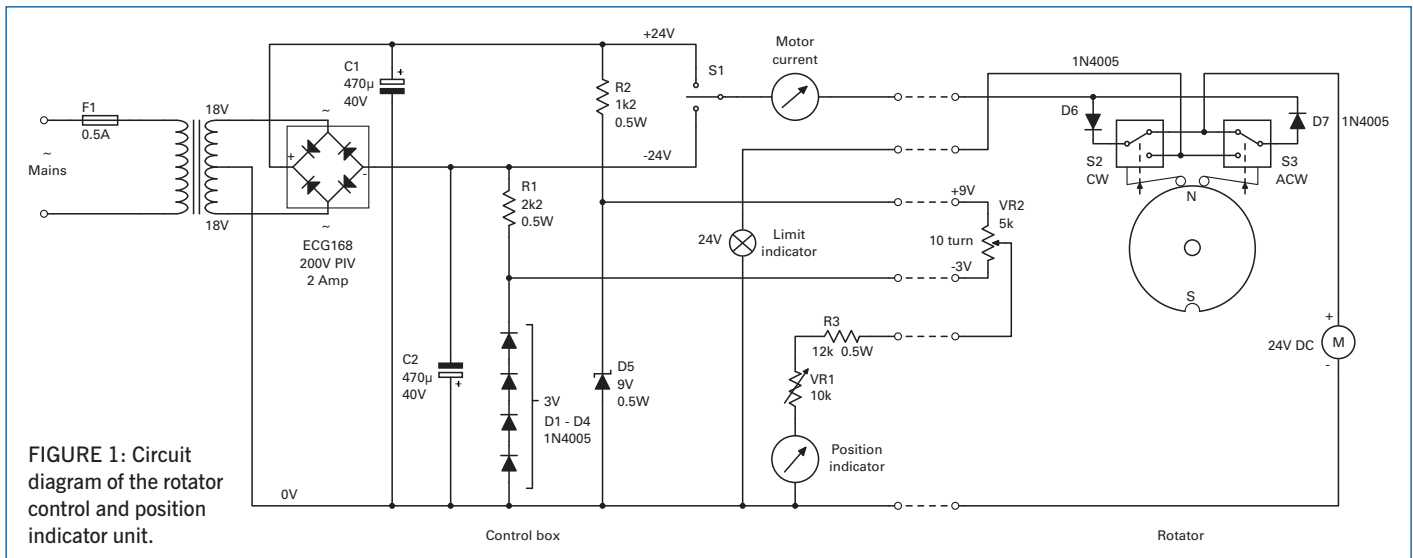 F1
0.5A
~
Mains
18V
18V
~
+
-
~
ECG168
200V PIV
2 Amp
C1
470µ
40V
+
+24V
R2
1k2
0.5W
S1
Motor
current
-24V
R1
2k2
0.5W
24V
Limit
indicator
+9V
VR2
5k
10 turn
-3V
R3
12k 0.5W
VR1
10k
Position
indicator
C2
470µ
40V
+
3V
D1 - D4
1N4005
D5
9V
0.5W
0V
1N4005
D6
D7
1N4005
S2
CW
S3
ACW
N
S
+
24V DC
M
-
Control box
Rotator
FIGURE 1: Circuit
diagram of the rotator
control and position
indicator unit.